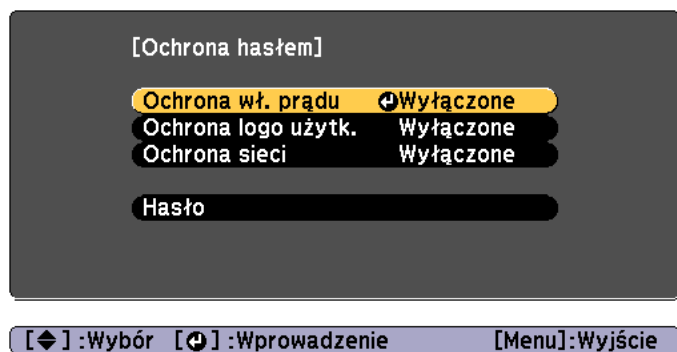 [Ochrona hasłem]
Ochrona wł. prądu Wyłączone
Ochrona logo użytk. Wyłączone
Ochrona sieci Wyłączone
Hasło
[ ] :Wybór [ ] :Wprowadzenie [Menu]:Wyjście